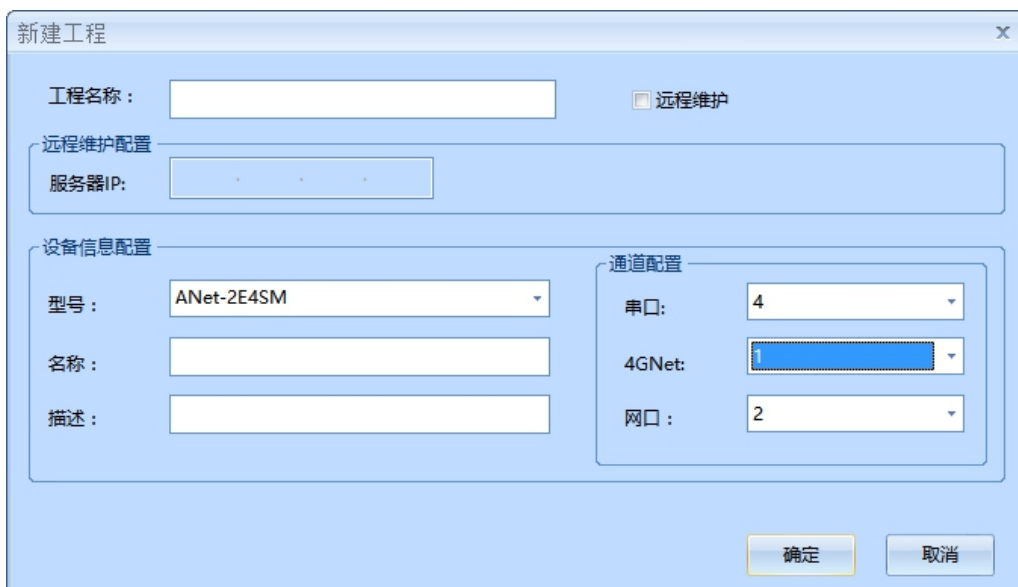 新建工程
工程名称：
远程维护
远程维护配置
服务器IP:
设备信息配置
通道配置
型号：
ANet-2E4SM
串口:
4
名称：
4GNet:
1
描述：
网口：
2
确定
取消